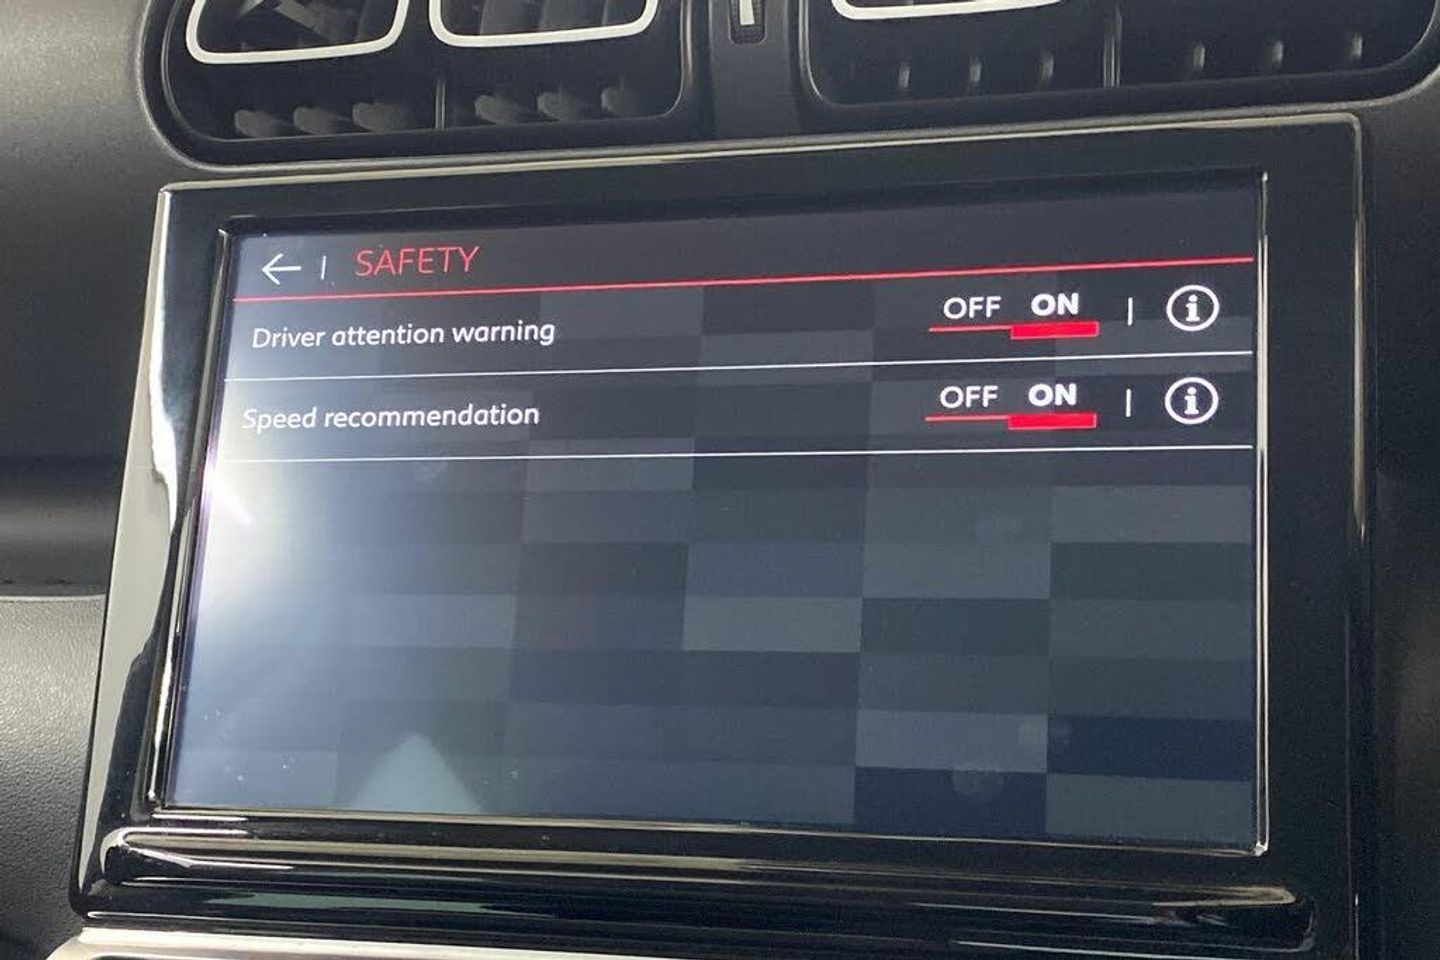 ← | SAFETY
Driver attention warning OFF ON | i
Speed recommendation OFF ON | i